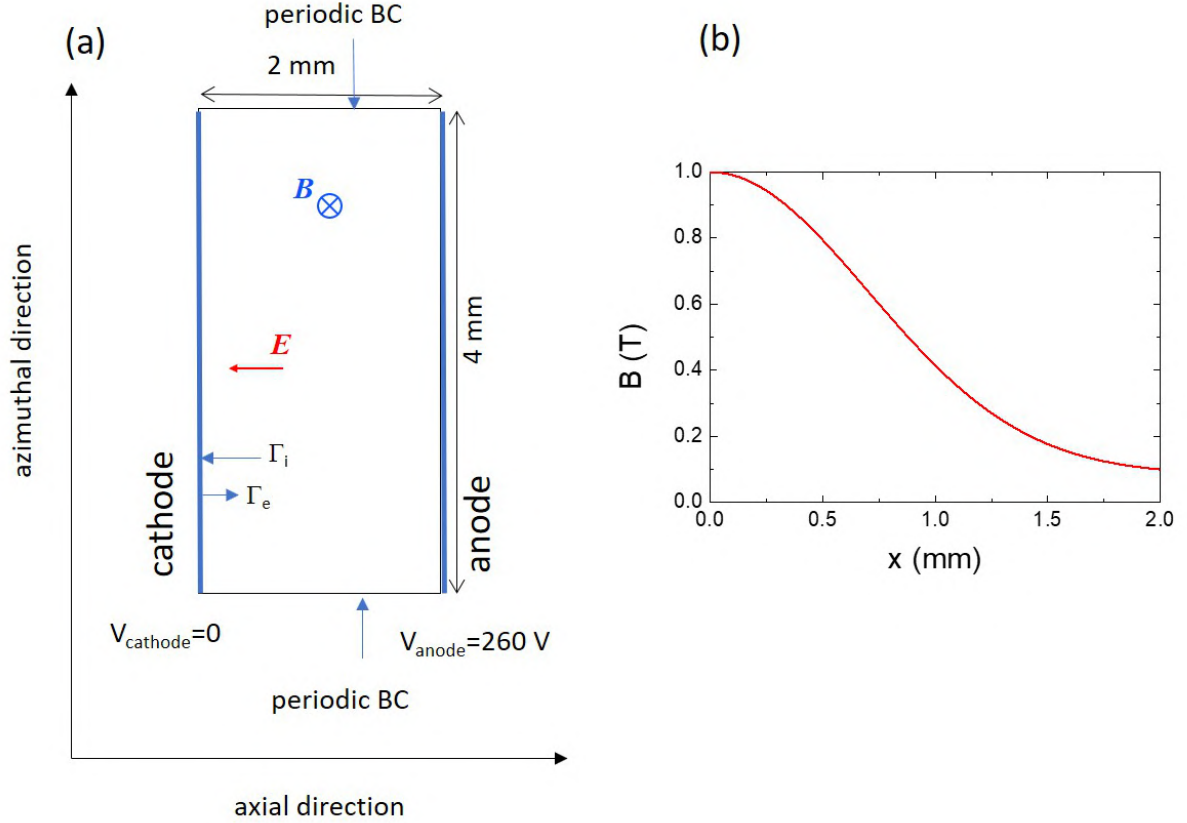 (a)
periodic BC
2 mm
B
E
4 mm
azimuthal direction
cathode
Γi
Γe
anode
Vcathode=0
Vanode=260 V
periodic BC
axial direction
(b)
1.0
0.8
0.6
0.4
0.2
0.0
B (T)
0.0 0.5 1.0 1.5 2.0
x (mm)